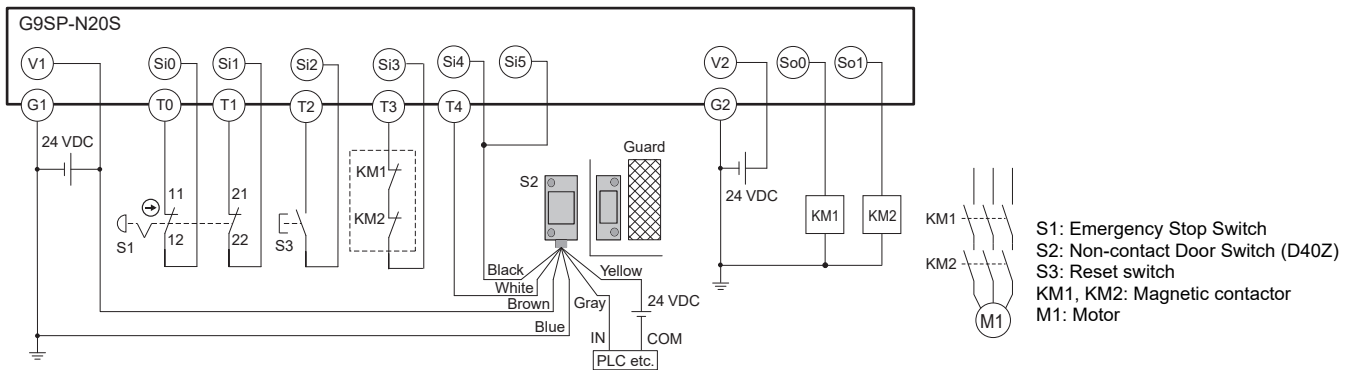 G9SP-N20S
V1 Si0 Si1 Si2 Si3 Si4 Si5 V2 So0 So1
G1 T0 T1 T2 T3 T4 G2
24 VDC
Guard
KM1
S2
11 21
24 VDC
KM2
KM1 KM2
S1 12 22 S3
KM1
KM2
M1
S1: Emergency Stop Switch
S2: Non-contact Door Switch (D40Z)
S3: Reset switch
KM1, KM2: Magnetic contactor
M1: Motor
Black Yellow
White
Brown Gray 24 VDC
Blue
IN COM
PLC etc.